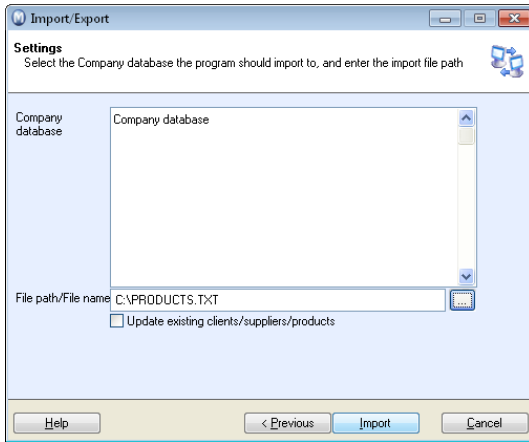 Import/Export
Settings
Select the Company database the program should import to, and enter the import file path
Company database
Company database
File path/File name C:\PRODUCTS.TXT ...
Update existing clients/suppliers/products
Help < Previous Import Cancel